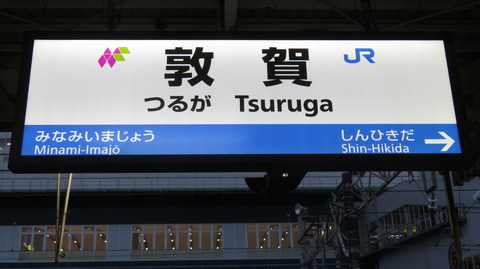 敦賀
JR
つるが Tsuruga
みなみいまじょう しんひきだ
Minami-Imajō Shin-Hikida